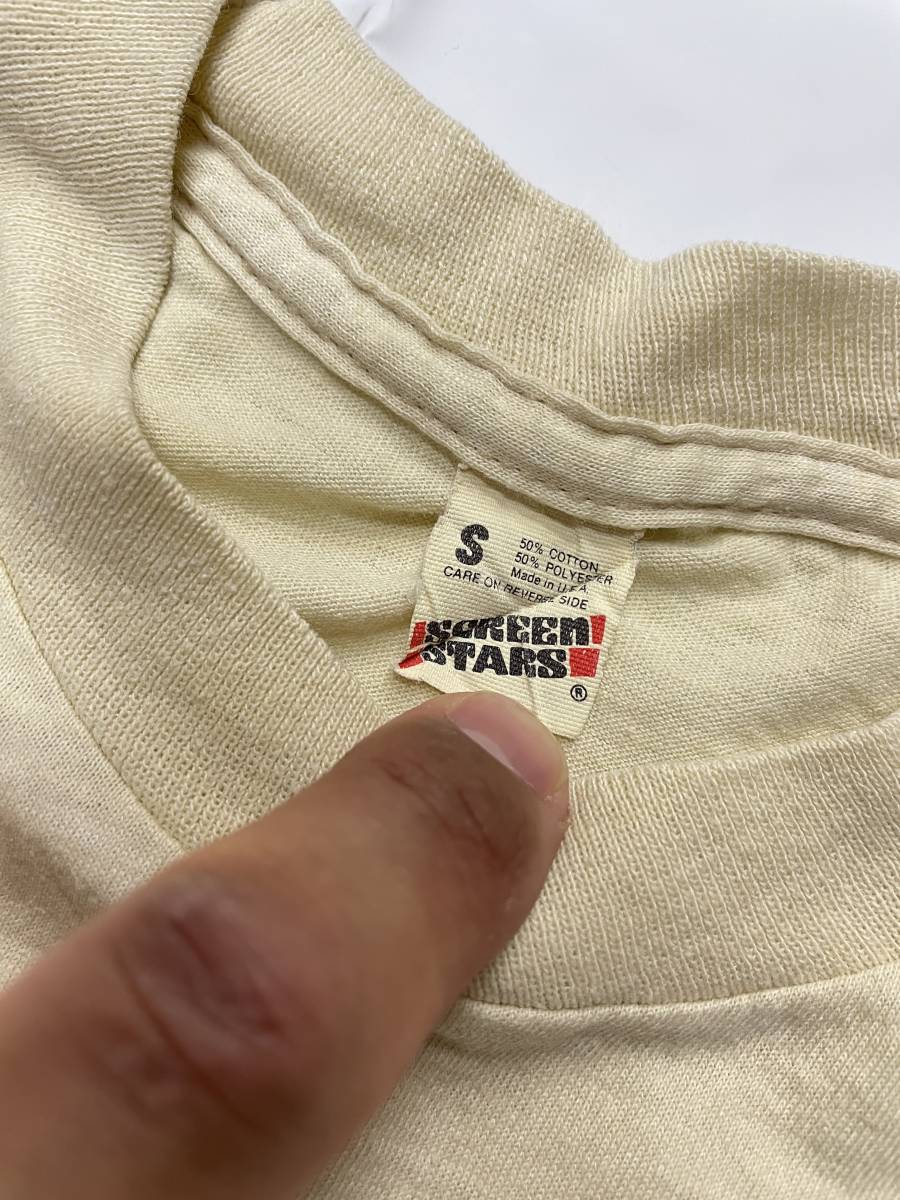 S
50% COTTON
50% POLYESTER
Made in U.S.A.
CARE ON REVERSE SIDE
SCREEN
STARS
®